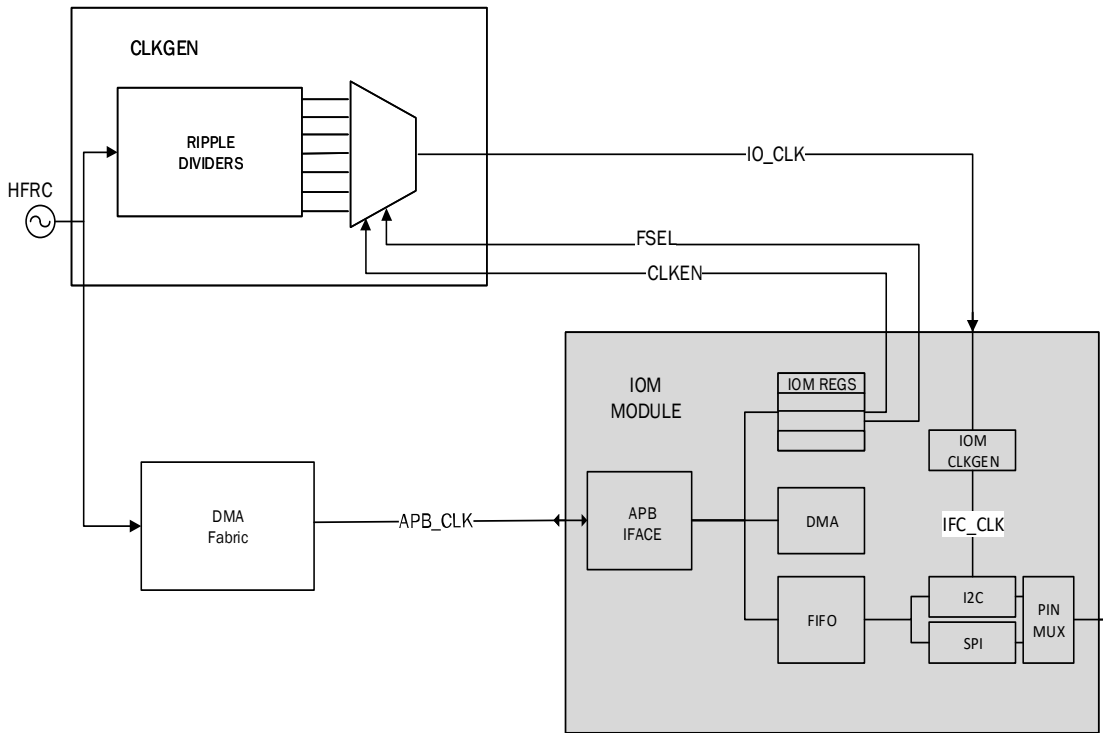 CLKGEN
RIPPLE
DIVIDERS
IO_CLK
HFRC
FSEL
CLKEN
IOM
MODULE
IOM REGS
IOM
CLKGEN
DMA
Fabric
APB_CLK
APB
IFACE
DMA
IFC_CLK
FIFO
I2C
SPI
PIN
MUX